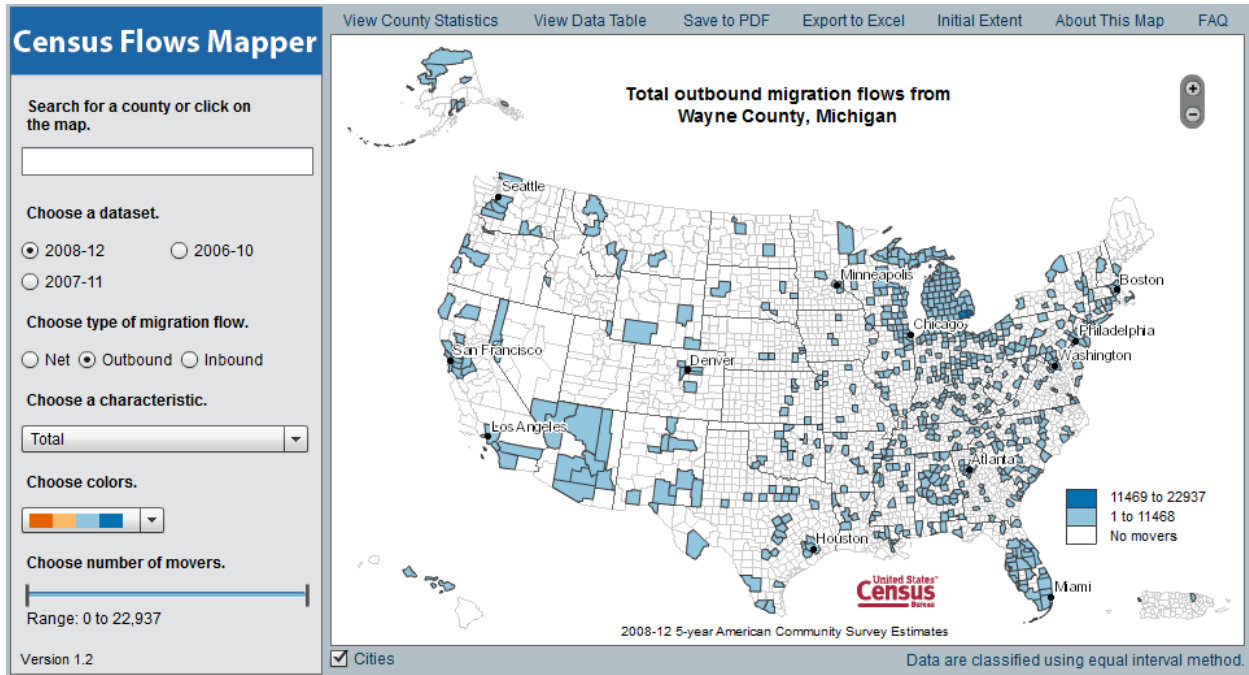 Census Flows Mapper
View County Statistics
View Data Table
Save to PDF
Export to Excel
Initial Extent
About This Map
FAQ
Search for a county or click on
the map.
Choose a dataset.
2008-12
2006-10
2007-11
Choose type of migration flow.
Net
Outbound
Inbound
Choose a characteristic.
Total
Choose colors.
Choose number of movers.
Range: 0 to 22,937
Version 1.2
Total outbound migration flows from
Wayne County, Michigan
Seattle
Minneapolis
Boston
Chicago
Philadelphia
San Francisco
Denver
Washington
Los Angeles
Atlanta
Houston
Miami
11469 to 22937
1 to 11468
No movers
United States™
Census
Bureau
2008-12 5-year American Community Survey Estimates
Cities
Data are classified using equal interval method.